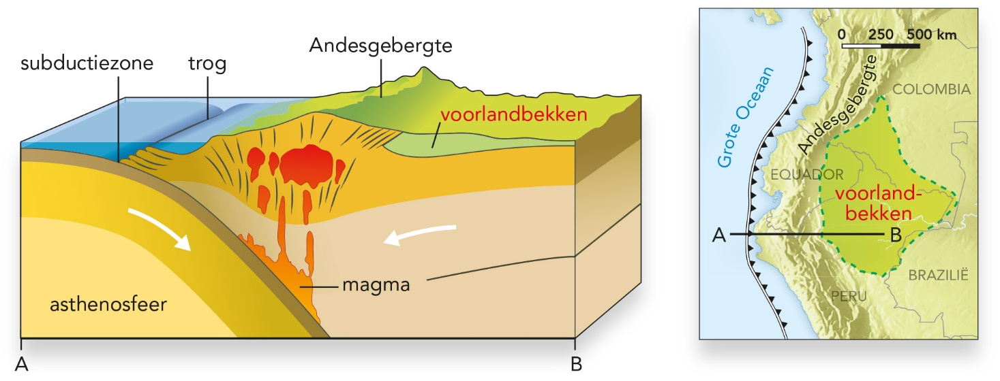 Andesgebergte
subductiezone
trog
voorlandbekken
magma
asthenosfeer
A
B
0 250 500 km
Andesgebergte
COLOMBIA
Grote Oceaan
EQUADOR
voorland-
bekken
A
B
BRAZILIË
PERU